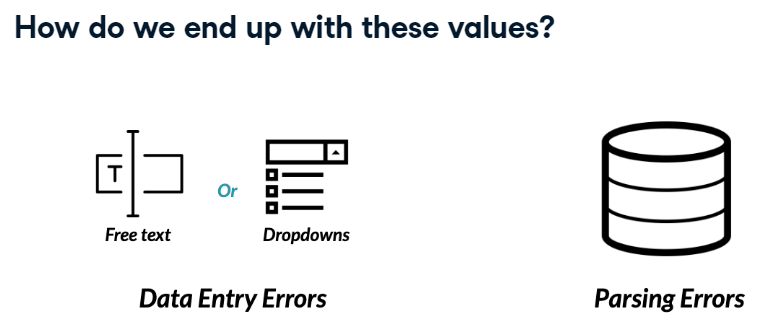 How do we end up with these values?
T
Or
Free text
Dropdowns
Data Entry Errors
Parsing Errors